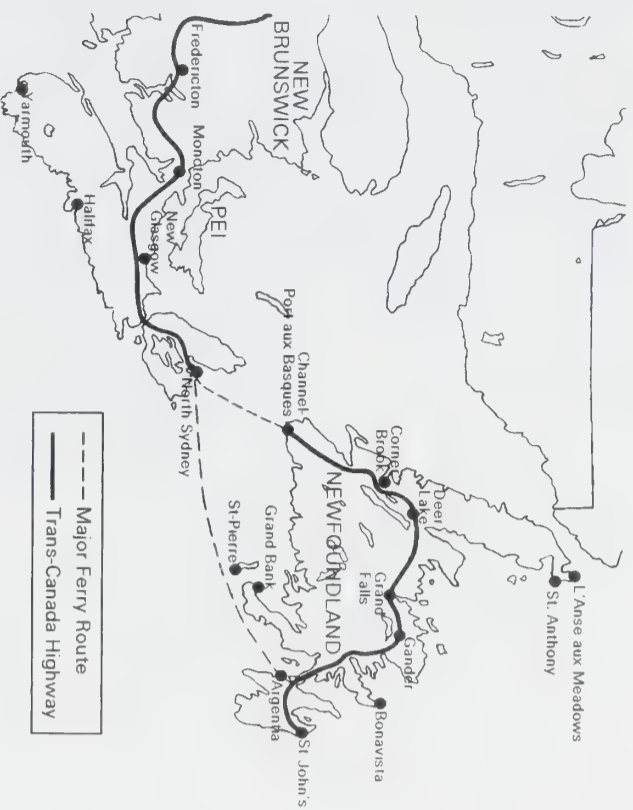 L'Anse aux Meadows
St. Anthony
NEW
BRUNSWICK
Fredericton
Moncton
PEI
New
Glasgow
Yarmouth
Halifax
North Sydney
Channel-
Port aux Basques
Corner
Brook
Deer
Lake
NEWFOUNDLAND
Grand
Falls
Gander
Bonavista
St-Pierre
Grand Bank
Argentia
St John's
Major Ferry Route
Trans-Canada Highway